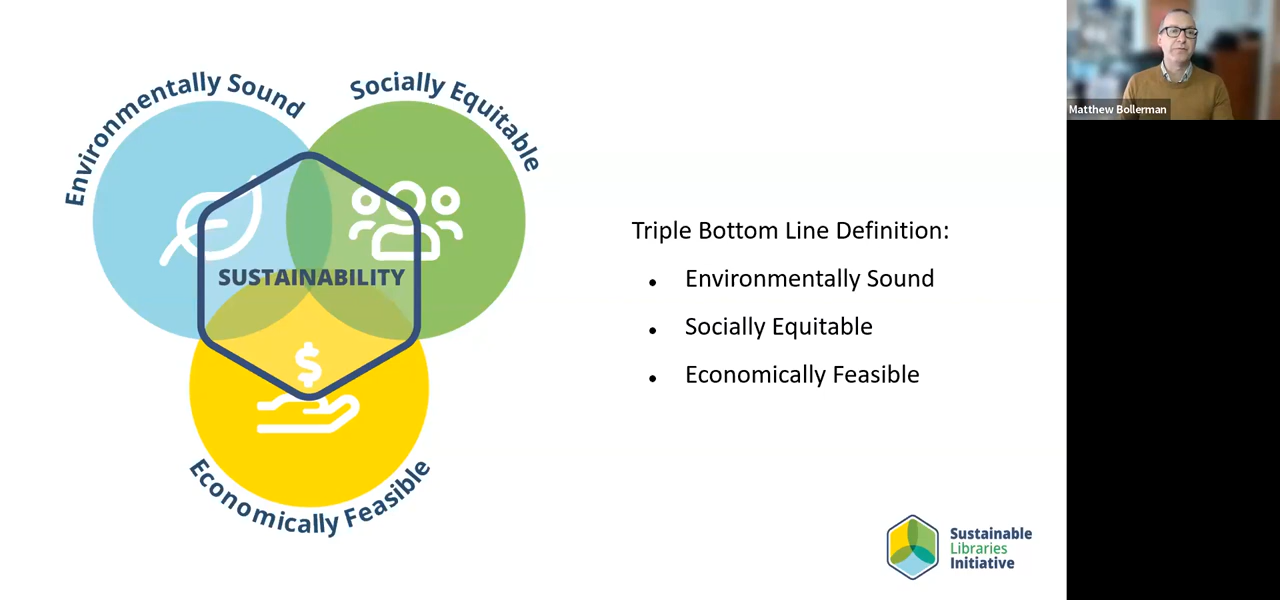 Environmentally Sound
Socially Equitable
SUSTAINABILITY
$
Economically Feasible
Triple Bottom Line Definition:
• Environmentally Sound
• Socially Equitable
• Economically Feasible
Sustainable
Libraries
Initiative
Matthew Bollerman